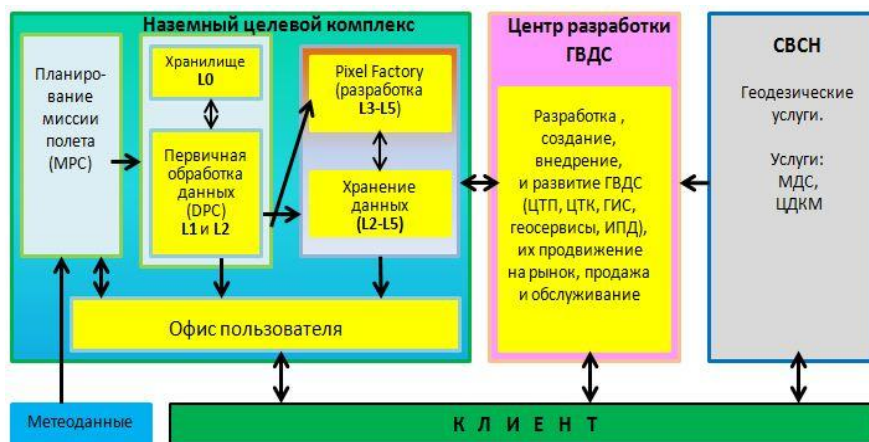 Наземный целевой комплекс
Планиро-
вание
миссии
полета
(МРС)
Хранилище
L0
Первичная
обработка
данных
(DPC)
L1 и L2
Pixel Factory
(разработка
L3-L5)
Хранение
данных
(L2-L5)
Офис пользователя
Центр разработки
ГВДС
Разработка ,
создание,
внедрение,
и развитие ГВДС
(ЦТП, ЦТК, ГИС,
геосервисы, ИПД),
их продвижение
на рынок, продажа
и обслуживание
СВСН
Геодезические
услуги.
Услуги:
МДС,
ЦДКМ
Метеоданные
К Л И Е Н Т